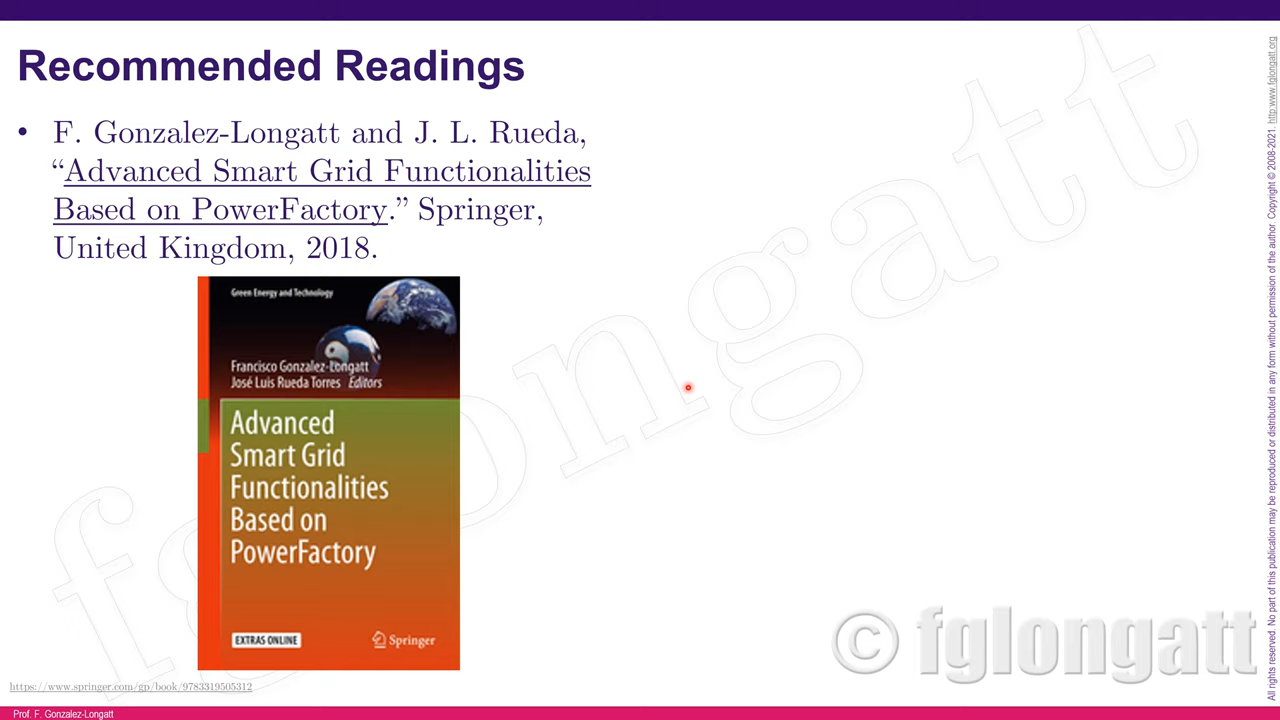 Recommended Readings
• F. Gonzalez-Longatt and J. L. Rueda,
“Advanced Smart Grid Functionalities
Based on PowerFactory.” Springer,
United Kingdom, 2018.
Green Energy and Technology
Francisco Gonzalez-Longatt
José Luis Rueda Torres Editors
Advanced
Smart Grid
Functionalities
Based on
PowerFactory
EXTRAS ONLINE
Springer
https://www.springer.com/gp/book/9783319505312
Prof. F. Gonzalez-Longatt
fglongatt
© fglongatt
All rights reserved. No part of this publication may be reproduced or distributed in any form without permission of the author. Copyright © 2008-2021. http:www.fglongatt.org